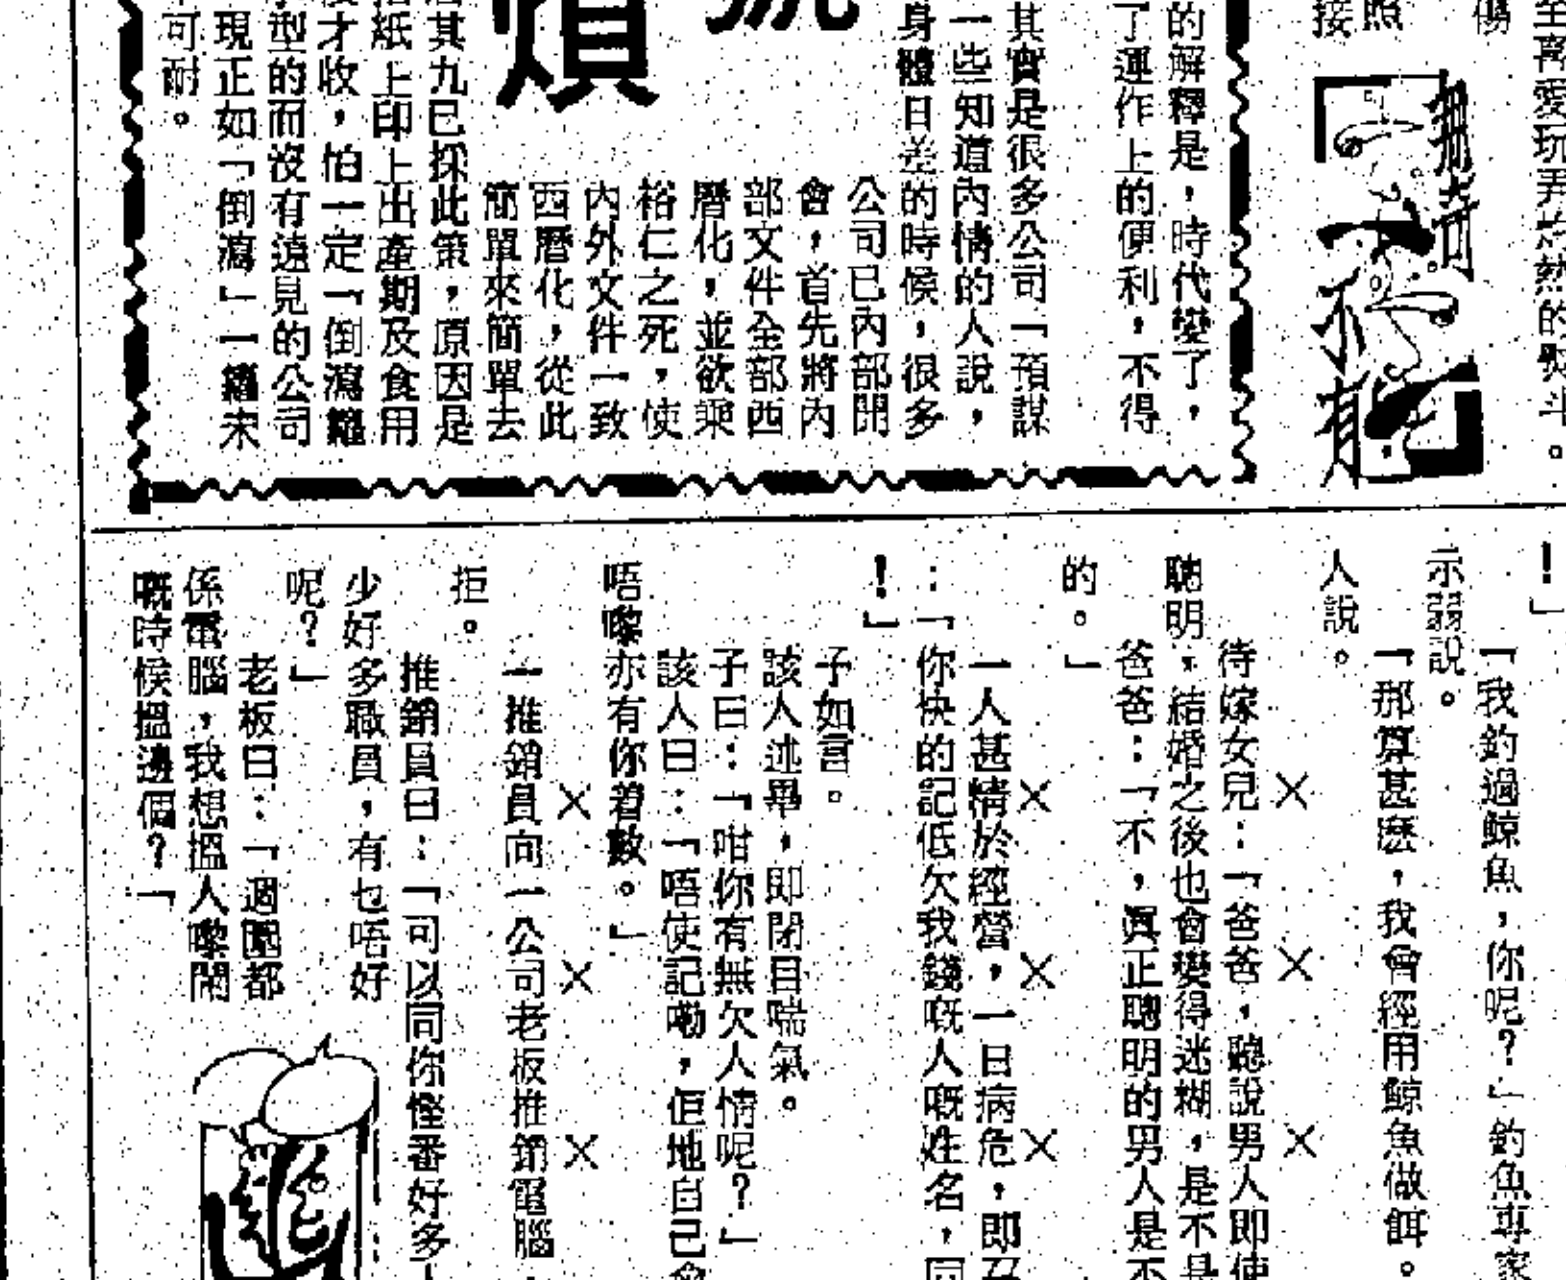 至离愛玩弄忽然的熨斗。
傷
照
接
無奇
不有
的解釋是，時代變了，
了運作上的便利，不得
其實是很多公司「預謀
一些知道內情的人說，
身體日差的時候，很多
公司已內部開
會，首先將內
部文件全部西
曆化，並欲乘
裕仁之死，使
內外文件一致
西曆化，從此
簡單來簡單去
煩
其九已採此策，原因是
紙上印上出產期及食用
才收，怕一定「倒瀉籮
型的而沒有遠見的公司
現正如「倒瀉」一籮未
可耐。
！」
「我釣過鯨魚，你呢？」釣魚專家
示弱說。
「那算甚麼，我曾經用鯨魚做餌。
人說。
待嫁女兒：「爸爸，聽說男人即使
聰明，結婚之後也會變得迷糊，是不是
爸爸：「不，眞正聰明的男人是不
的。」
× × ×
一人甚精於經營，一日病危，即召
：「你快的記低欠我錢嘅人嘅姓名，同
！」
子如言。
該人述畢，即閉目喘氣。
子曰：「咁你有無欠人情呢？」
該人曰：「唔使記嘞，佢地自己會
唔嚟亦有你着數。」
× × ×
一推銷員向一公司老板推銷電腦，
拒。
推銷員曰：「可以同你慳番好多
少好多職員，有乜唔好
呢？」
老板曰：「週圍都
係電腦，我想搵人嚟鬧
嘅時候搵邊個？」